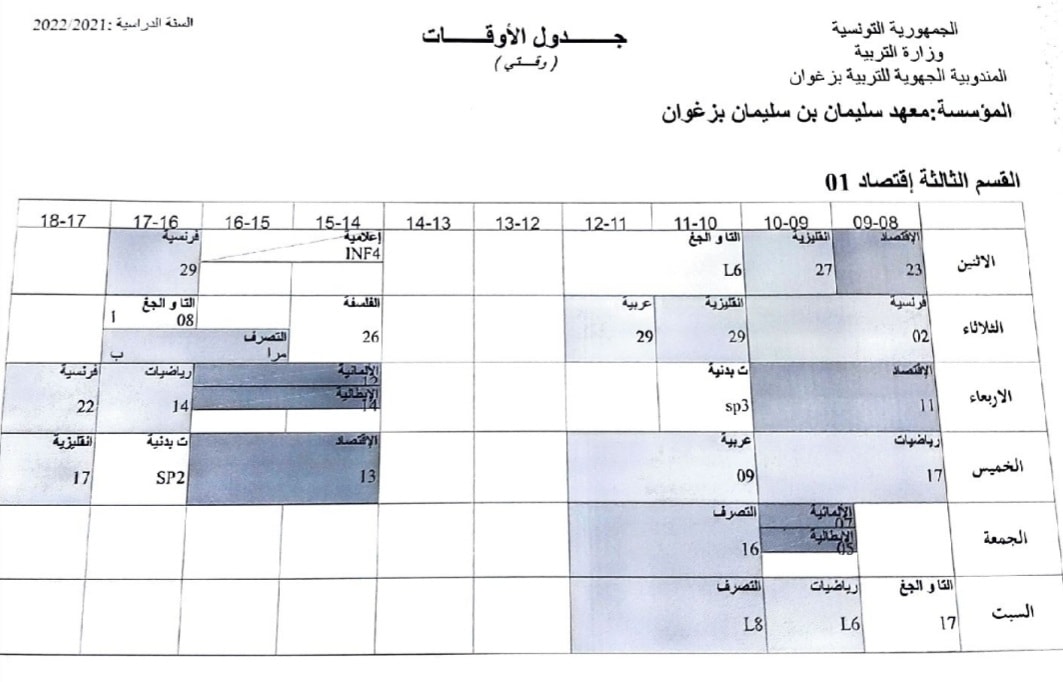 الجمهورية التونسية
وزارة التربية
المندوبية الجهوية للتربية بزغوان
المؤسسة:معهد سليمان بن سليمان بزغوان
جـــدول الأوقـــات
(وقتـي)
السنة الدراسية :2022/2021
القسم الثالثة إقتصاد 01
09-08 10-09 11-10 12-11 13-12 14-13 15-14 16-15 17-16 18-17
الاثنين
الإقتصاد 23
انقليزية 27
التا و الجغ L6
إعلامية INF4
فرنسية 29
الثلاثاء
فرنسية 02
انقليزية 29
عربية 29
الفلسفة 26
التا و الجغ 08 1
التصرف مرا ب
الاربعاء
الإقتصاد 11
ت بدنية sp3
الإلمانية 12
الإيطالية 14
رياضيات 14
فرنسية 22
الخميس
رياضيات 17
عربية 09
الإقتصاد 13
ت بدنية SP2
انقليزية 17
الجمعة
الإلمانية 07
الإيطالية 05
التصرف 16
السبت
التا و الجغ 17
رياضيات L6
التصرف L8